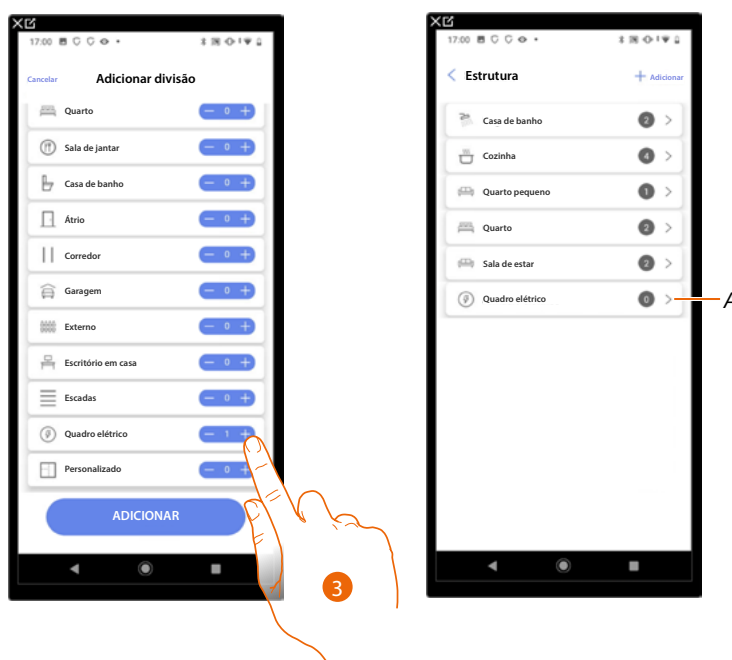 17:00
Cancelar Adicionar divisão
Quarto 0
Sala de jantar 0
Casa de banho 0
Átrio 0
Corredor 0
Garagem 0
Externo 0
Escritório em casa 0
Escadas 0
Quadro elétrico 1
Personalizado 0
ADICIONAR
3
17:00
Estrutura Adicionar
Casa de banho 2
Cozinha 4
Quarto pequeno 1
Quarto 2
Sala de estar 2
Quadro elétrico 0
A